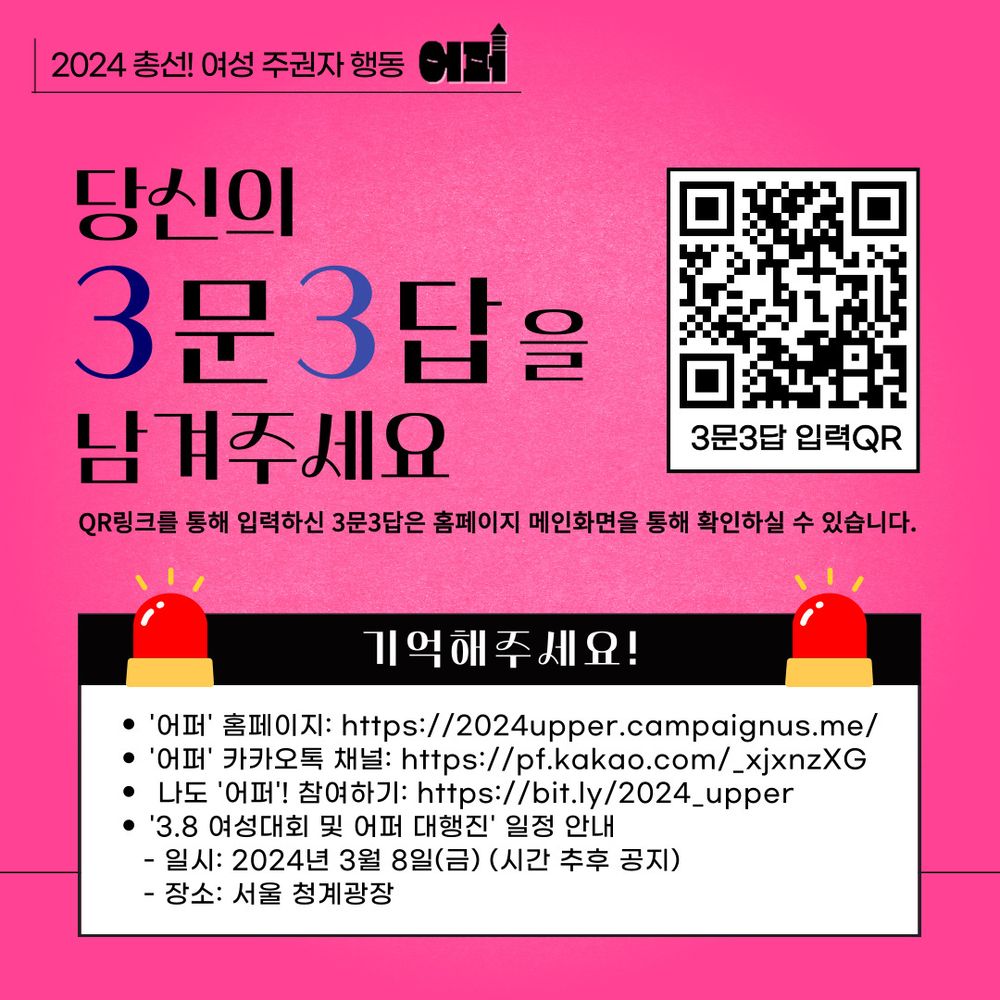 2024 총선! 여성 주권자 행동 어퍼
당신의
3문3답을
남겨주세요
3문3답 입력QR
QR링크를 통해 입력하신 3문3답은 홈페이지 메인화면을 통해 확인하실 수 있습니다.
기억해주세요!
• '어퍼' 홈페이지: https://2024upper.campaignus.me/
• '어퍼' 카카오톡 채널: https://pf.kakao.com/_xjxnzXG
• 나도 '어퍼'! 참여하기: https://bit.ly/2024_upper
• '3.8 여성대회 및 어퍼 대행진' 일정 안내
- 일시: 2024년 3월 8일(금) (시간 추후 공지)
- 장소: 서울 청계광장